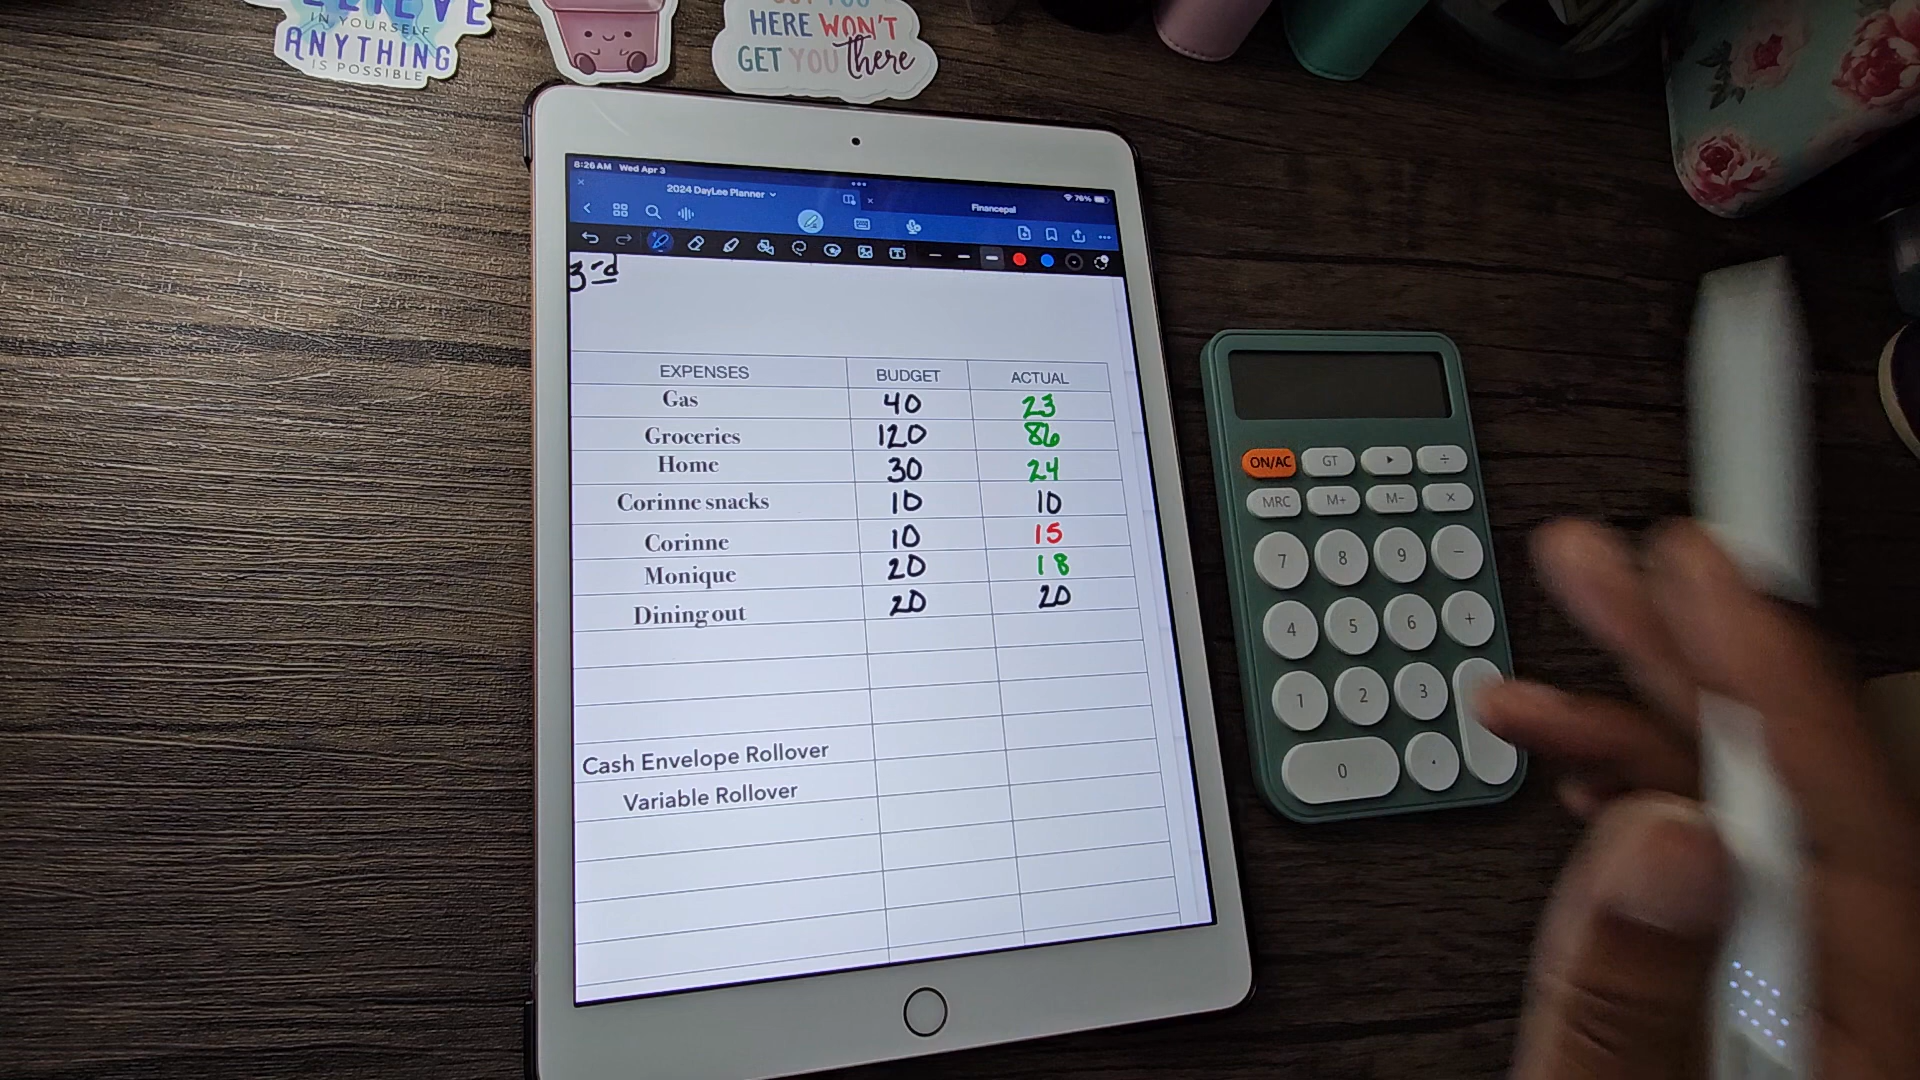 IN YOURSELF
ANYTHING
IS POSSIBLE
HERE WON'T
GET YOU there
8:26 AM Wed Apr 3
76%
2024 DayLee Planner
Financepal
3rd
EXPENSES BUDGET ACTUAL
Gas 40 23
Groceries 120 86
Home 30 24
Corinne snacks 10 10
Corinne 10 15
Monique 20 18
Dining out 20 20
Cash Envelope Rollover
Variable Rollover
ON/AC GT ▶ ÷
MRC M+ M- ×
7 8 9 −
4 5 6 +
1 2 3
0 .